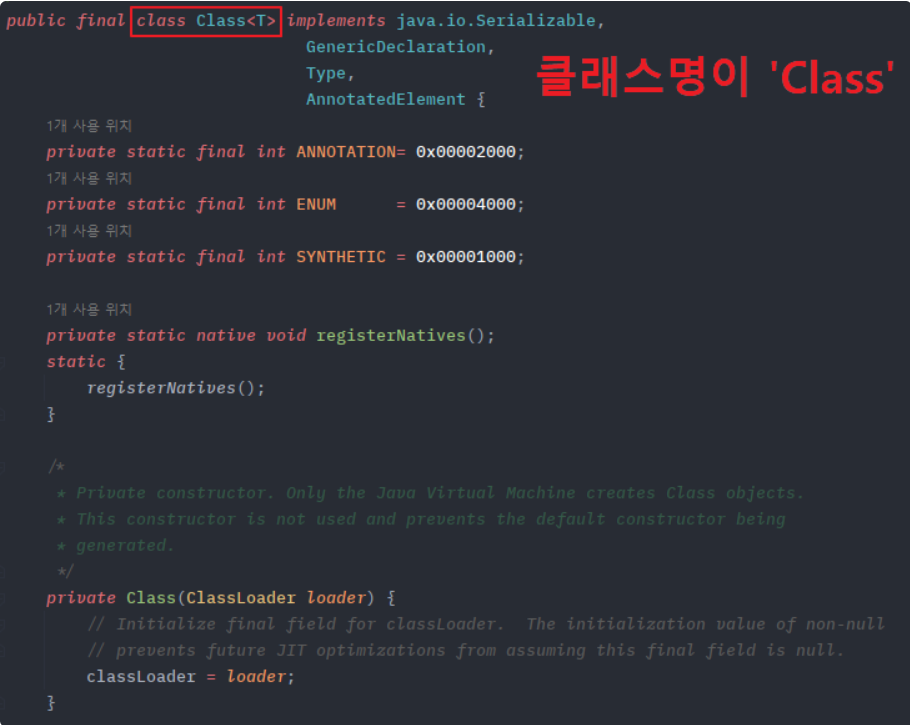 public final class Class<T> implements java.io.Serializable,
GenericDeclaration,
Type,
AnnotatedElement {
클래스명이 'Class'
1개 사용 위치
private static final int ANNOTATION= 0x00002000;
1개 사용 위치
private static final int ENUM      = 0x00004000;
1개 사용 위치
private static final int SYNTHETIC = 0x00001000;
1개 사용 위치
private static native void registerNatives();
static {
registerNatives();
}
/*
* Private constructor. Only the Java Virtual Machine creates Class objects.
* This constructor is not used and prevents the default constructor being
* generated.
*/
private Class(ClassLoader loader) {
// Initialize final field for classLoader.  The initialization value of non-null
// prevents future JIT optimizations from assuming this final field is null.
classLoader = loader;
}